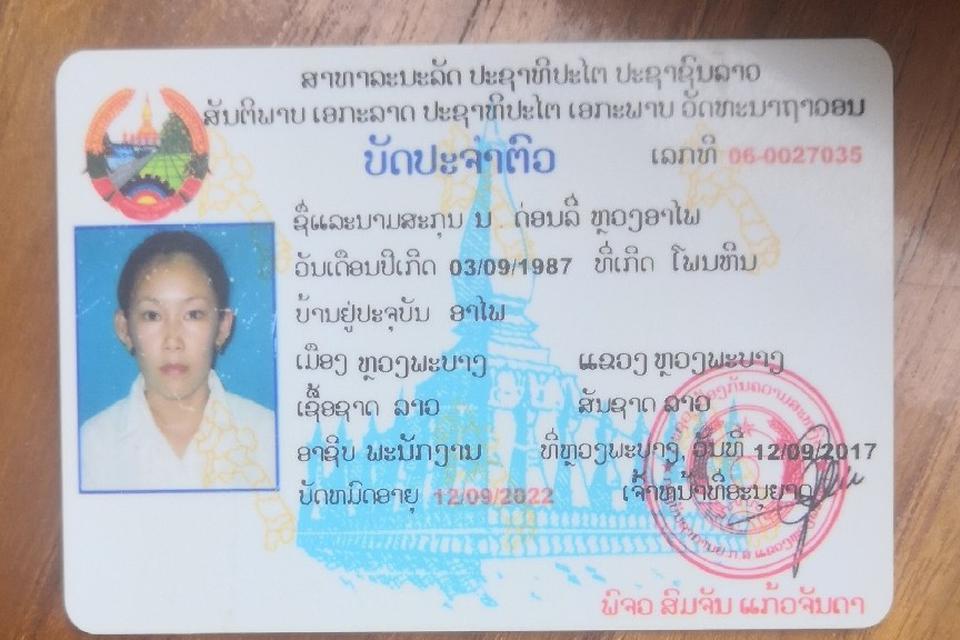 ສາທາລະນະລັດ ປະຊາທິປະໄຕ ປະຊາຊົນລາວ
ສັນຕິພາບ ເອກະລາດ ປະຊາທິປະໄຕ ເອກະພາບ ວັດທະນາຖາວອນ
ບັດປະຈຳຕົວ ເລກທີ 06-0027035
ຊື່ແລະນາມສະກຸນ ນ . ຕ່ອນລີ່ ຫຼວງອາໄພ
ວັນເດືອນປີເກີດ 03/09/1987 ທີ່ເກີດ ໂພນຫີນ
ບ້ານຢູ່ປະຈຸບັນ ອາໄພ
ເມືອງ ຫຼວງພະບາງ ແຂວງ ຫຼວງພະບາງ
ເຊື້ອຊາດ ລາວ ສັນຊາດ ລາວ
ອາຊີບ ພະນັກງານ ທີ່ຫຼວງພະບາງ, ວັນທີ 12/09/2017
ບັດຫມົດອາຍຸ 12/09/2022 ເຈົ້າຫນ້າທີ່ອະນຸຍາດ
ພົຈວ ສົມຈັນ ແກ້ວຈັນດາ